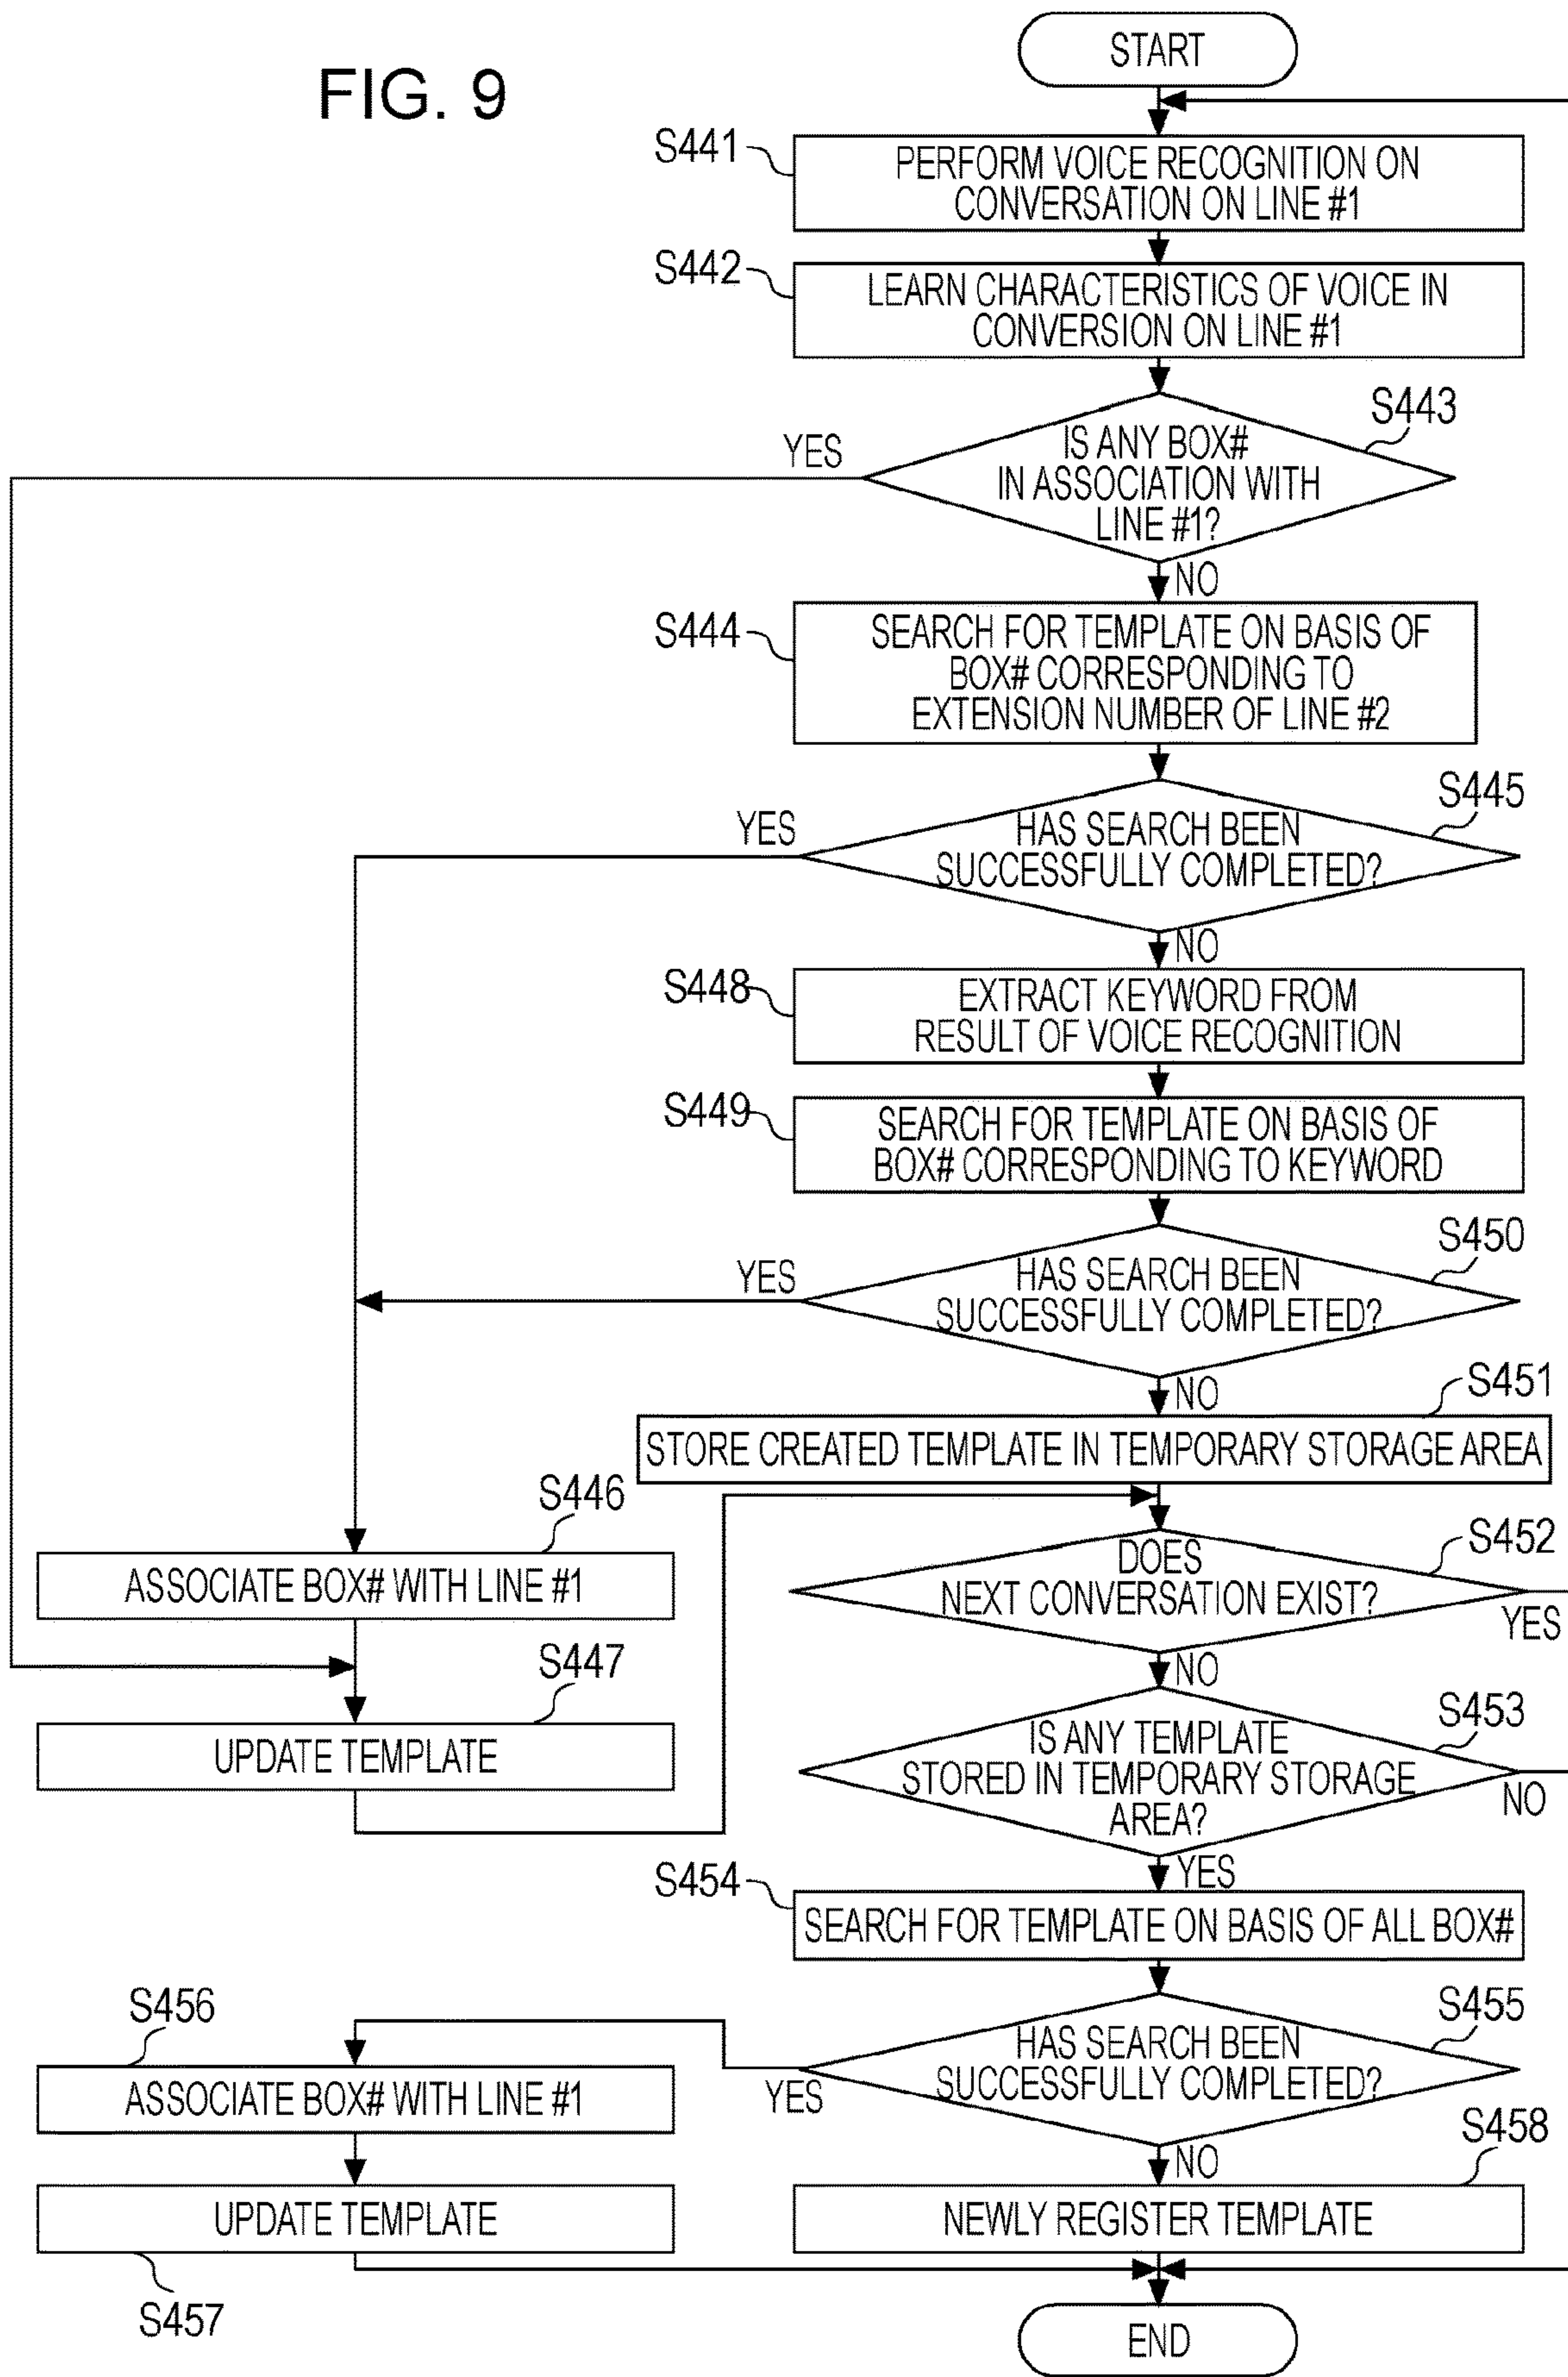 FIG. 9
START
S441
PERFORM VOICE RECOGNITION ON
CONVERSATION ON LINE #1
S442
LEARN CHARACTERISTICS OF VOICE IN
CONVERSION ON LINE #1
S443
IS ANY BOX#
IN ASSOCIATION WITH
LINE #1?
YES
NO
S444
SEARCH FOR TEMPLATE ON BASIS OF
BOX# CORRESPONDING TO
EXTENSION NUMBER OF LINE #2
S445
HAS SEARCH BEEN
SUCCESSFULLY COMPLETED?
YES
NO
S448
EXTRACT KEYWORD FROM
RESULT OF VOICE RECOGNITION
S449
SEARCH FOR TEMPLATE ON BASIS OF
BOX# CORRESPONDING TO KEYWORD
S450
HAS SEARCH BEEN
SUCCESSFULLY COMPLETED?
YES
NO
S451
STORE CREATED TEMPLATE IN TEMPORARY STORAGE AREA
S446
ASSOCIATE BOX# WITH LINE #1
S447
UPDATE TEMPLATE
S452
DOES
NEXT CONVERSATION EXIST?
YES
NO
S453
IS ANY TEMPLATE
STORED IN TEMPORARY STORAGE
AREA?
NO
YES
S454
SEARCH FOR TEMPLATE ON BASIS OF ALL BOX#
S455
HAS SEARCH BEEN
SUCCESSFULLY COMPLETED?
YES
NO
S456
ASSOCIATE BOX# WITH LINE #1
UPDATE TEMPLATE
S457
S458
NEWLY REGISTER TEMPLATE
END